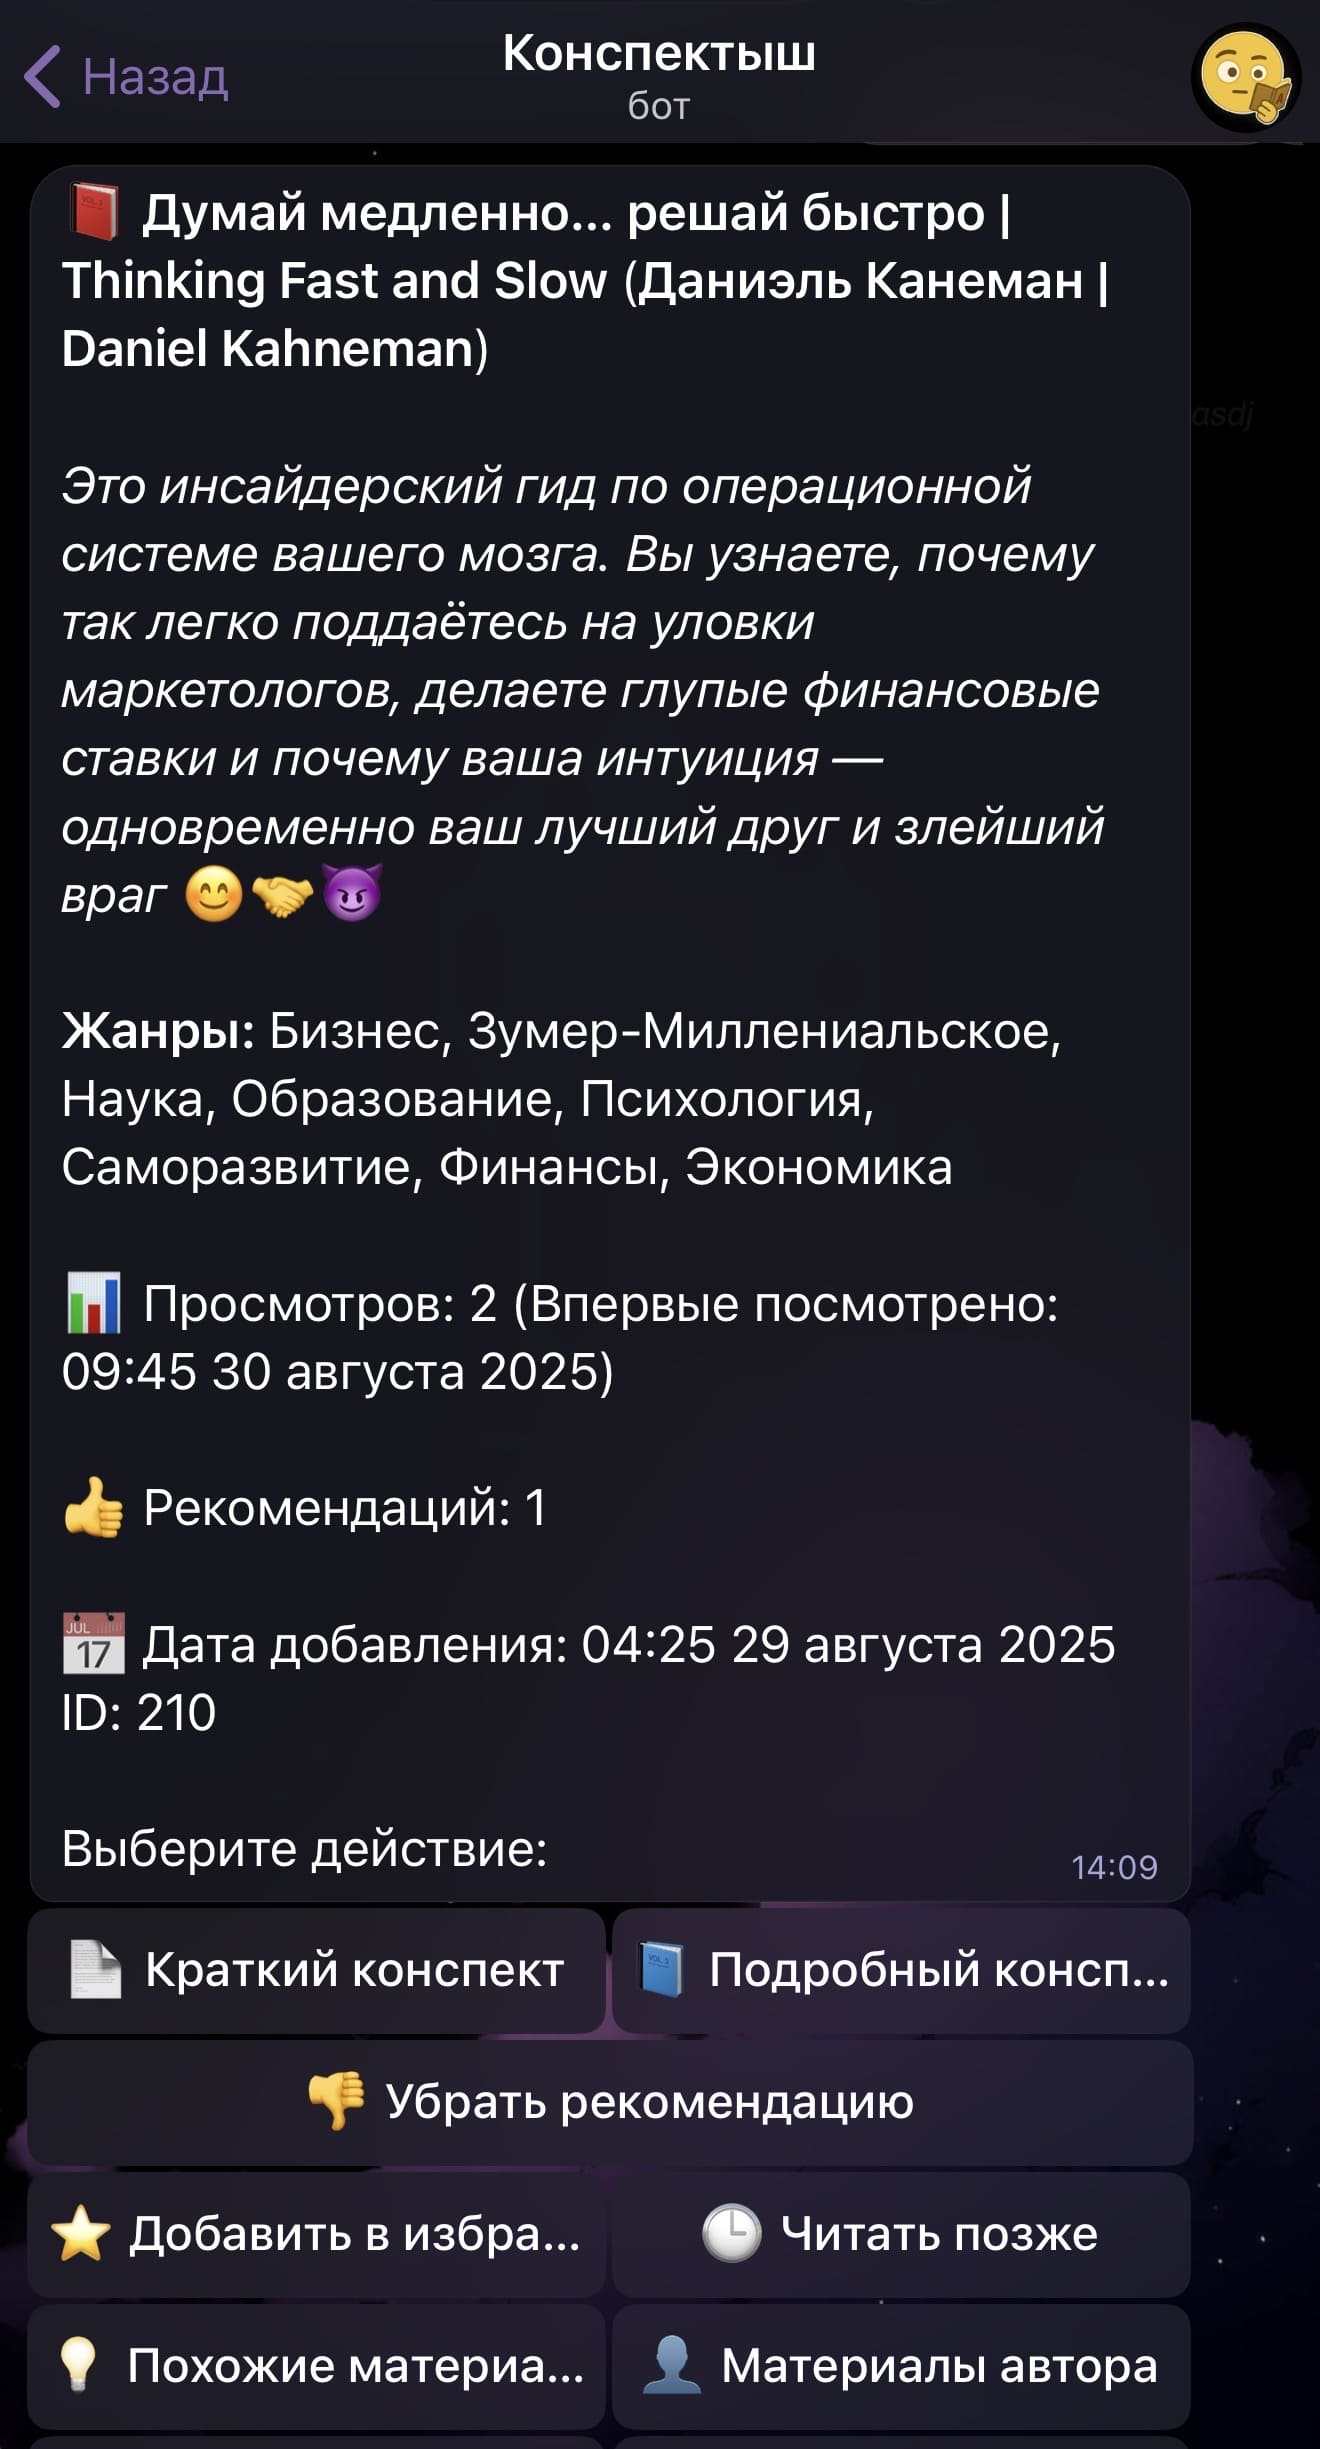 Назад
Конспектыш
бот
Думай медленно... решай быстро |
Thinking Fast and Slow (Даниэль Канеман |
Daniel Kahneman)
asdj
Это инсайдерский гид по операционной
системе вашего мозга. Вы узнаете, почему
так легко поддаётесь на уловки
маркетологов, делаете глупые финансовые
ставки и почему ваша интуиция —
одновременно ваш лучший друг и злейший
враг 😊🤝😈
Жанры: Бизнес, Зумер-Миллениальское,
Наука, Образование, Психология,
Саморазвитие, Финансы, Экономика
📊 Просмотров: 2 (Впервые посмотрено:
09:45 30 августа 2025)
👍 Рекомендаций: 1
📅 Дата добавления: 04:25 29 августа 2025
ID: 210
Выберите действие:
14:09
📄 Краткий конспект
📘 Подробный консп...
👎 Убрать рекомендацию
⭐ Добавить в избра...
🕒 Читать позже
💡 Похожие материа...
👤 Материалы автора